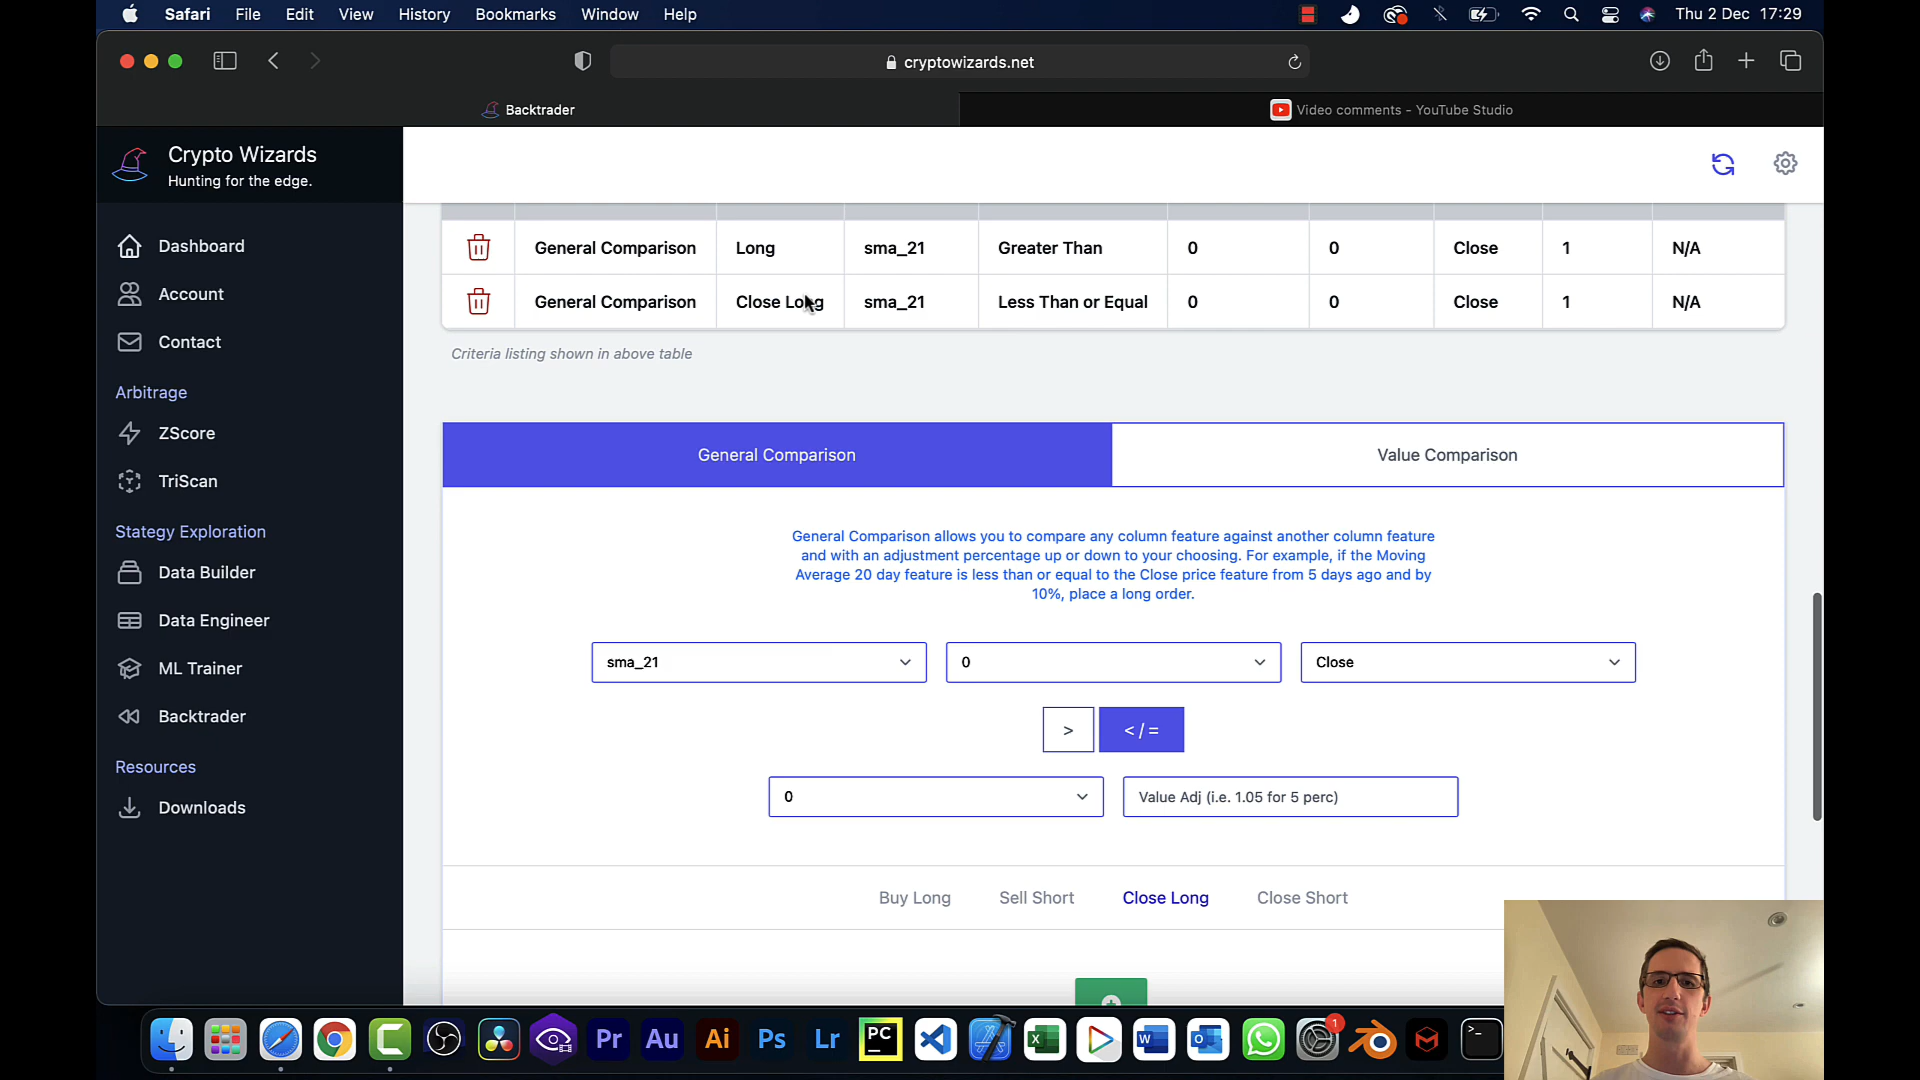 Safari File Edit View History Bookmarks Window Help Thu 2 Dec 17:29
cryptowizards.net
Backtrader
Video comments - YouTube Studio
Crypto Wizards
Hunting for the edge.
Dashboard
Account
Contact
Arbitrage
ZScore
TriScan
Stategy Exploration
Data Builder
Data Engineer
ML Trainer
Backtrader
Resources
Downloads
General Comparison Long sma_21 Greater Than 0 0 Close 1 N/A
General Comparison Close Long sma_21 Less Than or Equal 0 0 Close 1 N/A
Criteria listing shown in above table
General Comparison Value Comparison
General Comparison allows you to compare any column feature against another column feature
and with an adjustment percentage up or down to your choosing. For example, if the Moving
Average 20 day feature is less than or equal to the Close price feature from 5 days ago and by
10%, place a long order.
sma_21 0 Close
> < / =
0 Value Adj (i.e. 1.05 for 5 perc)
Buy Long Sell Short Close Long Close Short
Pr Au Ai Ps Lr PC X W O 1